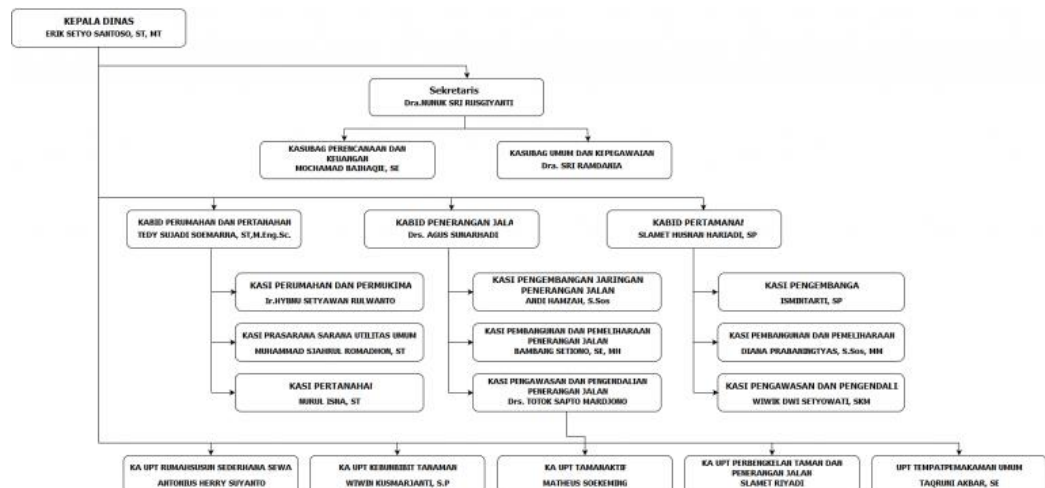 KEPALA DINAS
ERIK SETYO SANTOSO, ST, MT
Sekretaris
Dra.NUNUK SRI RUSGIYANTI
KASUBAG PERENCANAAN DAN
KEUANGAN
MOCHAMAD BAIHAQIE, SE
KASUBAG UMUM DAN KEPEGAWAIAN
Dra. SRI RAMDANIA
KABID PERUMAHAN DAN PERTANAHAN
TEDY SUJADI SOEMARNA, ST,M.Eng.Sc.
KABID PENERANGAN JALA
Drs. AGUS SUNARHADI
KABID PERTAMANAN
SLAMET HUSNAN HARIADI, SP
KASI PERUMAHAN DAN PERMUKIMA
Ir.HYBNU SETYAWAN RULWANTO
KASI PRASARANA SARANA UTILITAS UMUM
MUHAMMAD SJAHRUL ROMADHON, ST
KASI PERTANAHAN
NURUL ISNA, ST
KASI PENGEMBANGAN JARINGAN
PENERANGAN JALAN
ANDI HAMZAH, S.Sos
KASI PEMBANGUNAN DAN PEMELIHARAAN
PENERANGAN JALAN
BAMBANG SETIONO, SE, MH
KASI PENGAWASAN DAN PENGENDALIAN
PENERANGAN JALAN
Drs. TOTOK SAPTO MARDJONO
KASI PENGEMBANGA
ISMINTARTI, SP
KASI PEMBANGUNAN DAN PEMELIHARAAN
DIANA PRABANINGTYAS, S.Sos, MM
KASI PENGAWASAN DAN PENGENDALI
WIWIK DWI SETYOWATI, SKM
KA UPT RUMAHSUSUN SEDERHANA SEWA
ANTONIUS HERRY SUYANTO
KA UPT KEBUNBIBIT TANAMAN
WIWIN KUSMARJANTI, S.P
KA UPT TAMANAKTIF
MATHEUS SOEKEMING
KA UPT PERBENGKELAN TAMAN DAN
PENERANGAN JALAN
SLAMET RIYADI
UPT TEMPATPEMAKAMAN UMUM
TAQRUNI AKBAR, SE